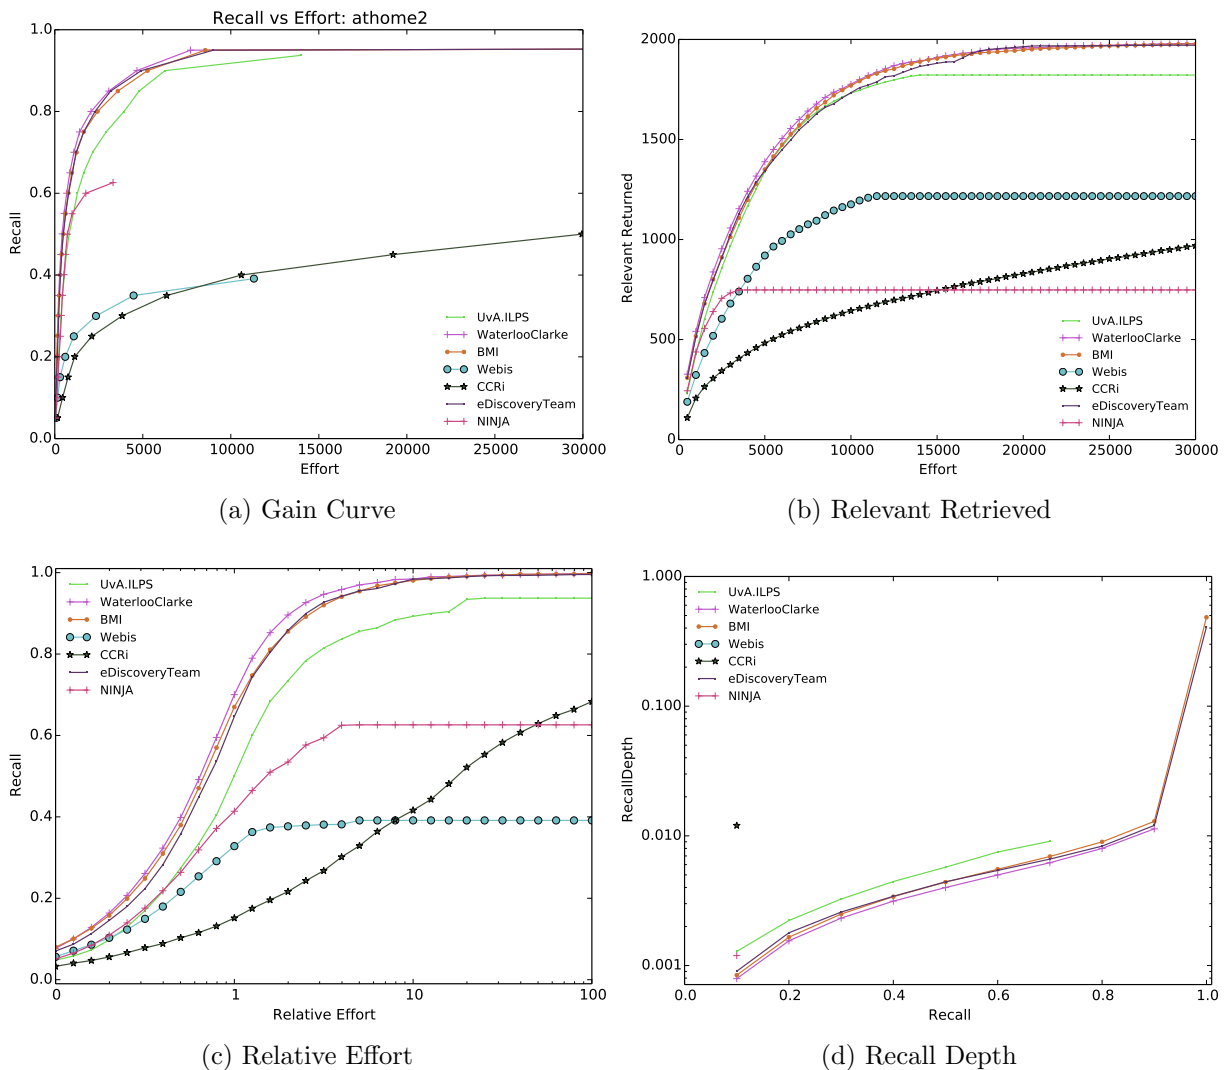 Recall vs Effort: athome2
1.0
0.8
0.6
0.4
0.2
0.0
Recall
0
5000
10000
15000
20000
25000
30000
Effort
UvA.ILPS
WaterlooClarke
BMI
Webis
CCRi
eDiscoveryTeam
NINJA
(a) Gain Curve
2000
1500
1000
500
0
Relevant Returned
0
5000
10000
15000
20000
25000
30000
Effort
UvA.ILPS
WaterlooClarke
BMI
Webis
CCRi
eDiscoveryTeam
NINJA
(b) Relevant Retrieved
1.0
0.8
0.6
0.4
0.2
0.0
Recall
0
1
10
100
Relative Effort
UvA.ILPS
WaterlooClarke
BMI
Webis
CCRi
eDiscoveryTeam
NINJA
(c) Relative Effort
1.000
0.100
0.010
0.001
RecallDepth
0.0
0.2
0.4
0.6
0.8
1.0
Recall
UvA.ILPS
WaterlooClarke
BMI
Webis
CCRi
eDiscoveryTeam
NINJA
(d) Recall Depth